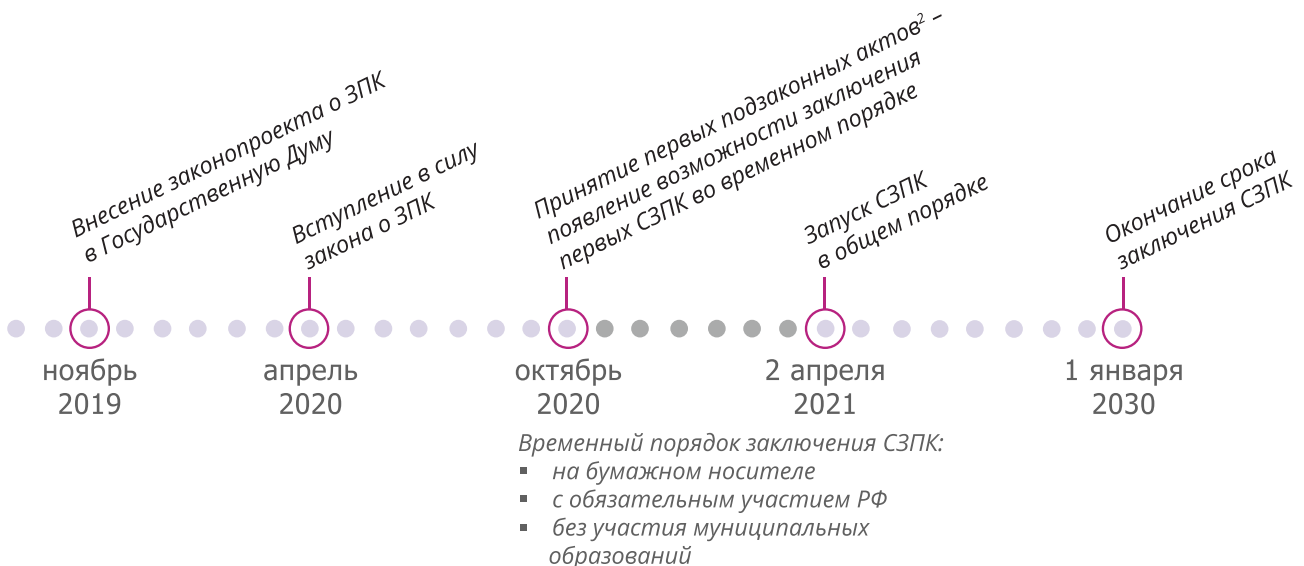 Внесение законопроекта о ЗПК
в Государственную Думу
Вступление в силу
закона о ЗПК
Принятие первых подзаконных актов² –
появление возможности заключения
первых СЗПК во временном порядке
Запуск СЗПК
в общем порядке
Окончание срока
заключения СЗПК
ноябрь
2019
апрель
2020
октябрь
2020
2 апреля
2021
1 января
2030
Временный порядок заключения СЗПК:
▪ на бумажном носителе
▪ с обязательным участием РФ
▪ без участия муниципальных
образований